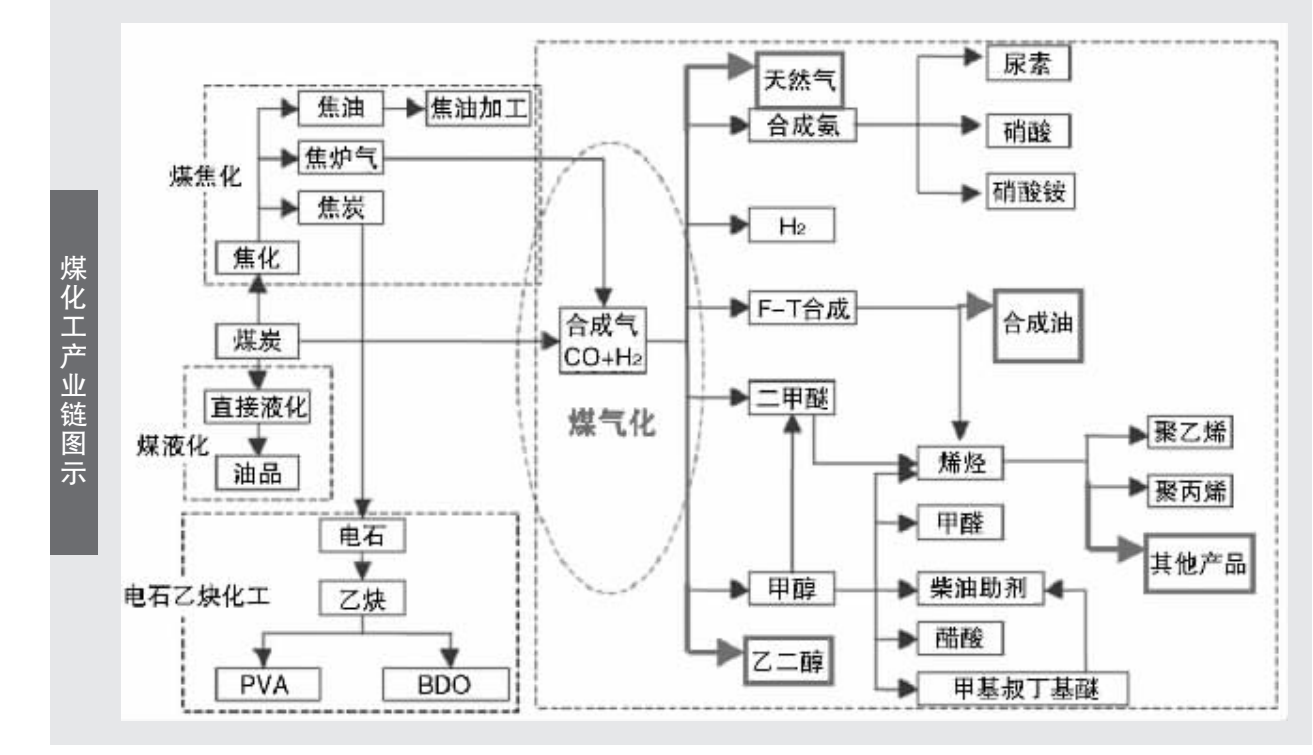 煤化工产业链图示
天然气
尿素
焦油
焦油加工
合成氨
硝酸
焦炉气
煤焦化
硝酸铵
焦炭
H₂
焦化
F-T合成
合成油
合成气
CO+H₂
煤炭
直接液化
二甲醚
煤气化
聚乙烯
煤液化
烯烃
油品
聚丙烯
甲醛
电石
其他产品
电石乙炔化工
乙炔
甲醇
柴油助剂
醋酸
乙二醇
PVA
BDO
甲基叔丁基醚